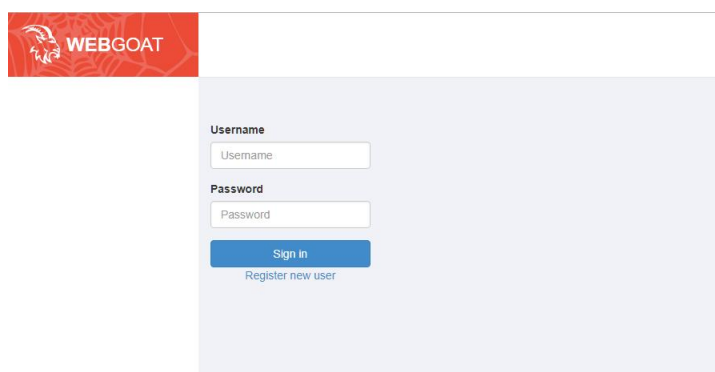 WEBGOAT
Username
Username
Password
Password
Sign in
Register new user